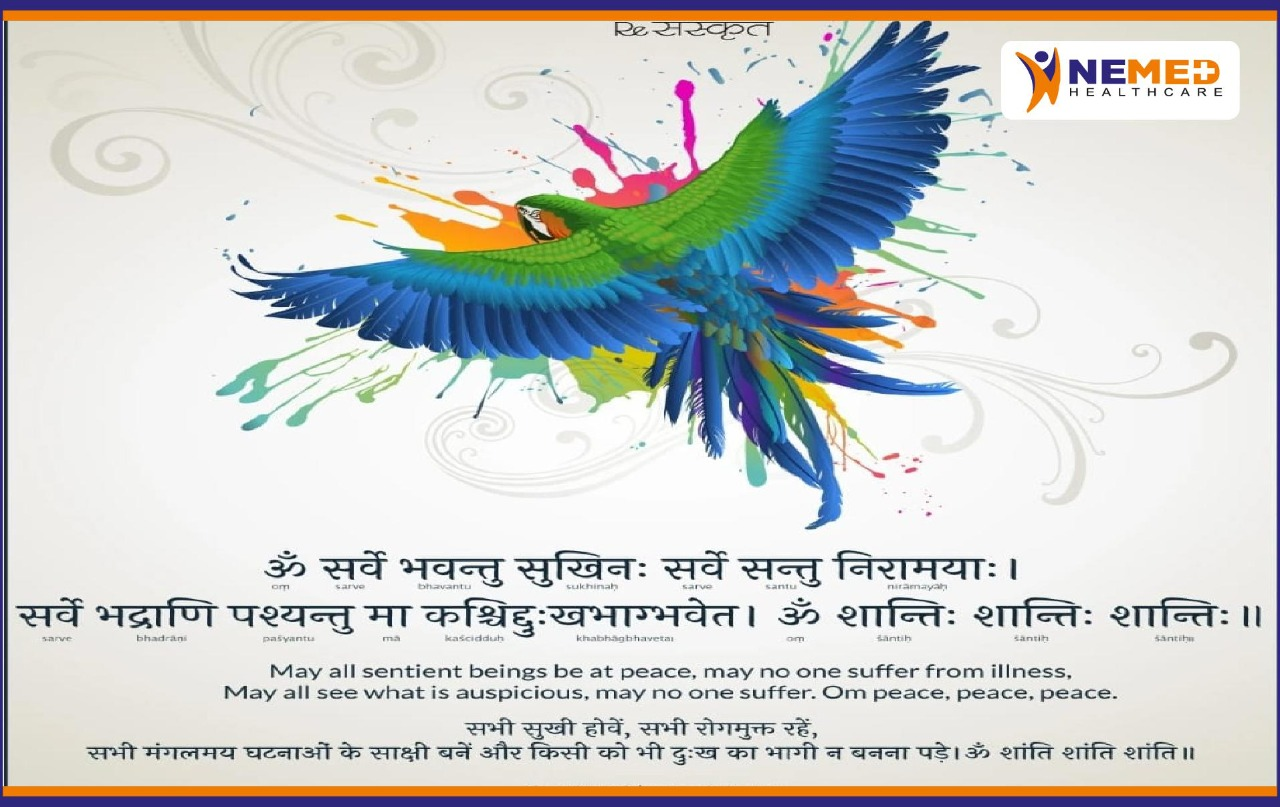 Re संस्कृत
NEMED
HEALTHCARE
ॐ सर्वे भवन्तु सुखिनः सर्वे सन्तु निरामयाः।
oṃ sarve bhavantu sukhinaḥ sarve santu nirāmayāḥ
सर्वे भद्राणि पश्यन्तु मा कश्चिद्दुःखभाग्भवेत। ॐ शान्तिः शान्तिः शान्तिः॥
sarve bhadrāṇi paśyantu mā kaścidduḥ khabhāgbhavetaı oṃ śāntiḥ śāntiḥ śāntiḥıı
May all sentient beings be at peace, may no one suffer from illness,
May all see what is auspicious, may no one suffer. Om peace, peace, peace.
सभी सुखी होवें, सभी रोगमुक्त रहें,
सभी मंगलमय घटनाओं के साक्षी बनें और किसी को भी दुःख का भागी न बनना पड़े। ॐ शांति शांति शांति॥